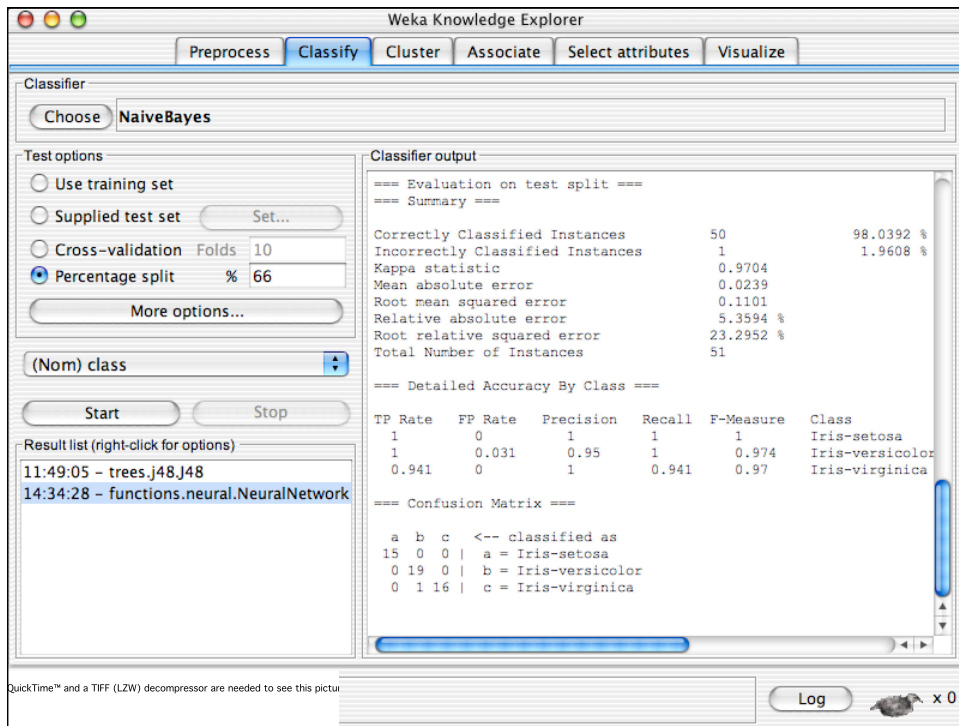 Weka Knowledge Explorer
Preprocess Classify Cluster Associate Select attributes Visualize
Classifier
Choose NaiveBayes
Test options
Use training set
Supplied test set Set...
Cross-validation Folds 10
Percentage split % 66
More options...
(Nom) class
Start Stop
Result list (right-click for options)
11:49:05 – trees.j48.J48
14:34:28 – functions.neural.NeuralNetwork
Classifier output
=== Evaluation on test split ===
=== Summary ===
Correctly Classified Instances 50 98.0392 %
Incorrectly Classified Instances 1 1.9608 %
Kappa statistic 0.9704
Mean absolute error 0.0239
Root mean squared error 0.1101
Relative absolute error 5.3594 %
Root relative squared error 23.2952 %
Total Number of Instances 51
=== Detailed Accuracy By Class ===
TP Rate FP Rate Precision Recall F-Measure Class
1 0 1 1 1 Iris-setosa
1 0.031 0.95 1 0.974 Iris-versicolor
0.941 0 1 0.941 0.97 Iris-virginica
=== Confusion Matrix ===
a b c <-- classified as
15 0 0 | a = Iris-setosa
0 19 0 | b = Iris-versicolor
0 1 16 | c = Iris-virginica
QuickTime™ and a TIFF (LZW) decompressor are needed to see this pictu
Log x 0